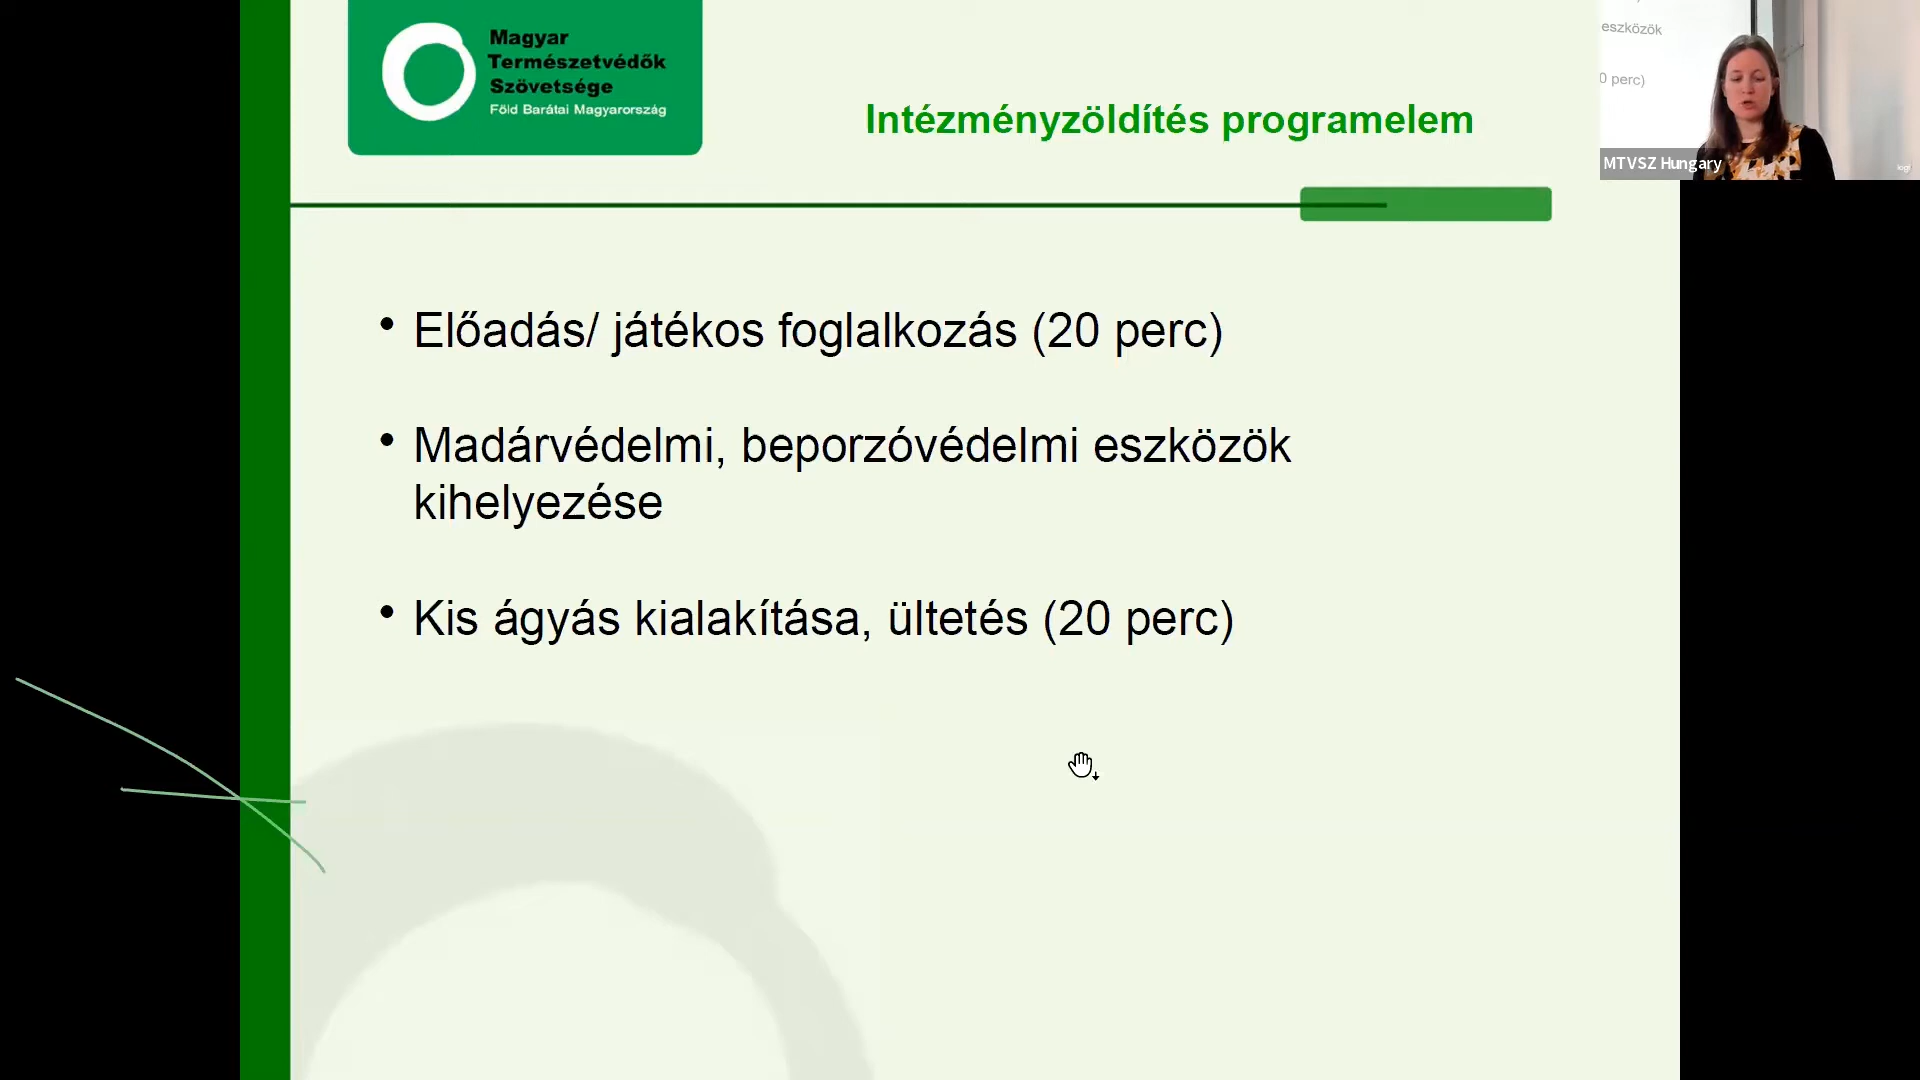 Magyar
Természetvédők
Szövetsége
Föld Barátai Magyarország
Intézményzöldítés programelem
• Előadás/ játékos foglalkozás (20 perc)
• Madárvédelmi, beporzóvédelmi eszközök
kihelyezése
• Kis ágyás kialakítása, ültetés (20 perc)
eszközök
0 perc)
MTVSZ Hungary
logi